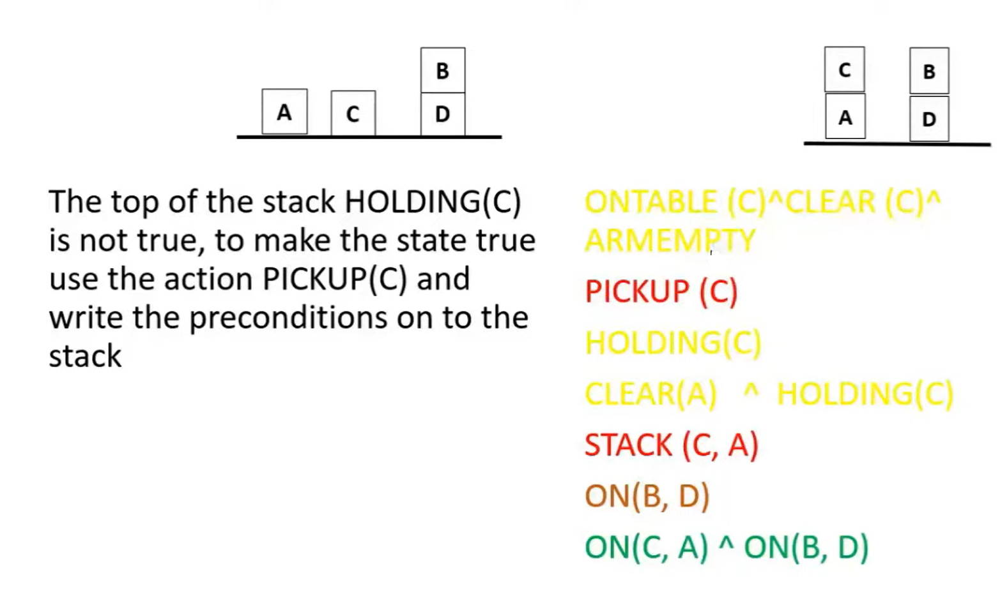 B
A
C
D
C
B
A
D
The top of the stack HOLDING(C)
is not true, to make the state true
use the action PICKUP(C) and
write the preconditions on to the
stack
ONTABLE (C)^CLEAR (C)^
ARMEMPTY
PICKUP (C)
HOLDING(C)
CLEAR(A) ^ HOLDING(C)
STACK (C, A)
ON(B, D)
ON(C, A) ^ ON(B, D)